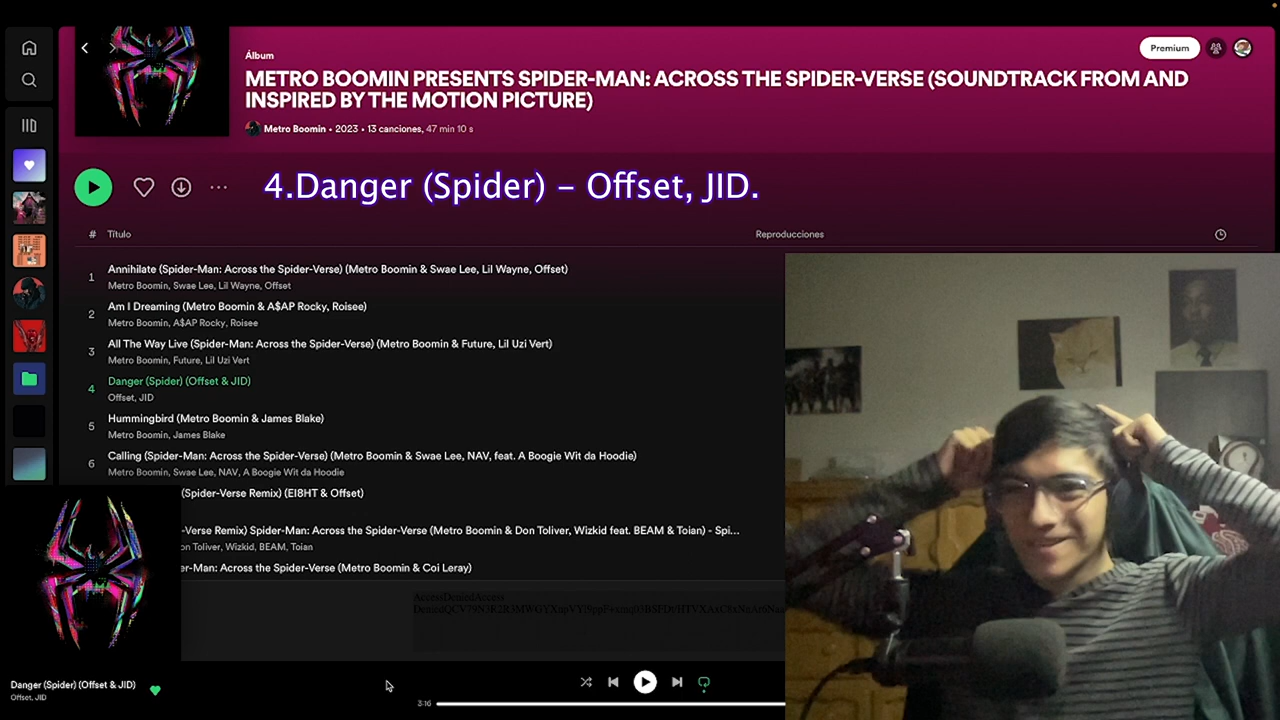 Álbum
Premium
METRO BOOMIN PRESENTS SPIDER-MAN: ACROSS THE SPIDER-VERSE (SOUNDTRACK FROM AND
INSPIRED BY THE MOTION PICTURE)
Metro Boomin • 2023 • 13 canciones, 47 min 10 s
4.Danger (Spider) – Offset, JID.
# Título Reproducciones
1 Annihilate (Spider-Man: Across the Spider-Verse) (Metro Boomin & Swae Lee, Lil Wayne, Offset)
Metro Boomin, Swae Lee, Lil Wayne, Offset
2 Am I Dreaming (Metro Boomin & A$AP Rocky, Roisee)
Metro Boomin, A$AP Rocky, Roisee
3 All The Way Live (Spider-Man: Across the Spider-Verse) (Metro Boomin & Future, Lil Uzi Vert)
Metro Boomin, Future, Lil Uzi Vert
4 Danger (Spider) (Offset & JID)
Offset, JID
5 Hummingbird (Metro Boomin & James Blake)
Metro Boomin, James Blake
6 Calling (Spider-Man: Across the Spider-Verse) (Metro Boomin & Swae Lee, NAV, feat. A Boogie Wit da Hoodie)
Metro Boomin, Swae Lee, NAV, A Boogie Wit da Hoodie
(Spider-Verse Remix) (EI8HT & Offset)
-Verse Remix) Spider-Man: Across the Spider-Verse (Metro Boomin & Don Toliver, Wizkid feat. BEAM & Toian) - Spi...
on Toliver, Wizkid, BEAM, Toian
er-Man: Across the Spider-Verse (Metro Boomin & Coi Leray)
AccessDeniedAccess
Danger (Spider) (Offset & JID)
Offset, JID
3:16